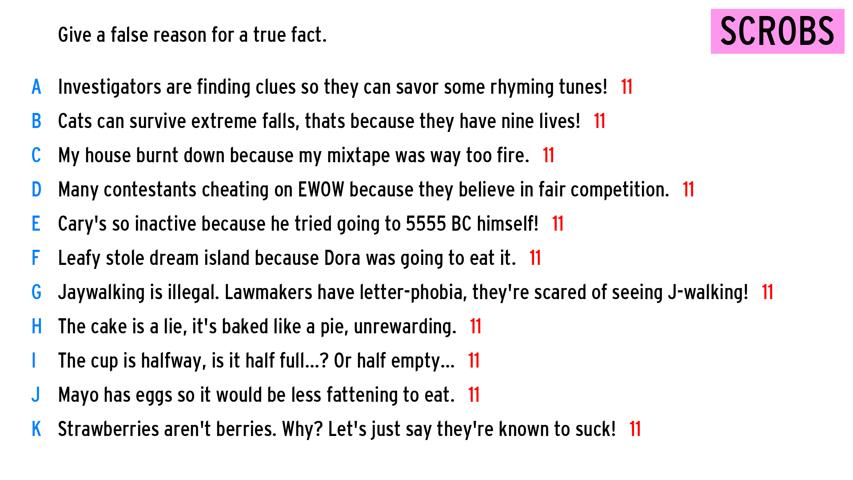 Give a false reason for a true fact.
SCROBS
A Investigators are finding clues so they can savor some rhyming tunes! 11
B Cats can survive extreme falls, thats because they have nine lives! 11
C My house burnt down because my mixtape was way too fire. 11
D Many contestants cheating on EWOW because they believe in fair competition. 11
E Cary's so inactive because he tried going to 5555 BC himself! 11
F Leafy stole dream island because Dora was going to eat it. 11
G Jaywalking is illegal. Lawmakers have letter-phobia, they're scared of seeing J-walking! 11
H The cake is a lie, it's baked like a pie, unrewarding. 11
I The cup is halfway, is it half full...? Or half empty... 11
J Mayo has eggs so it would be less fattening to eat. 11
K Strawberries aren't berries. Why? Let's just say they're known to suck! 11